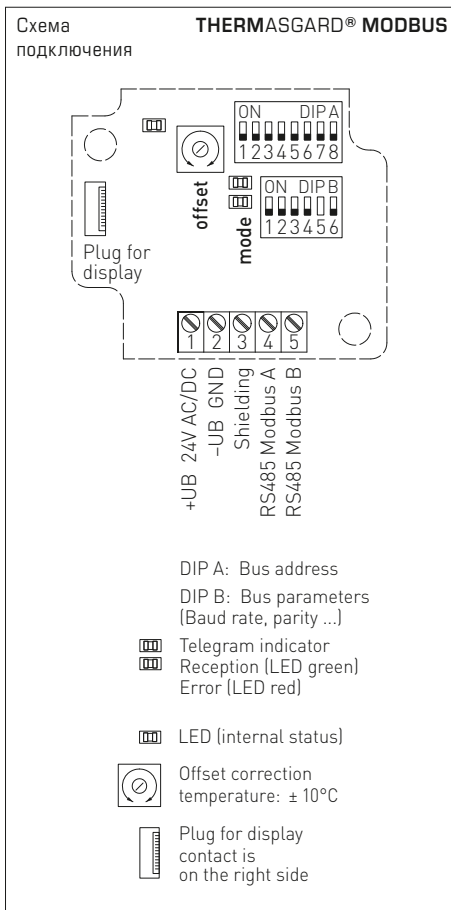 Схема THERMASGARD® MODBUS
подключения
ON DIP A
1 2 3 4 5 6 7 8
offset
ON DIP B
1 2 3 4 5 6
mode
Plug for
display
1 2 3 4 5
+UB 24V AC/DC
–UB GND
Shielding
RS485 Modbus A
RS485 Modbus B
DIP A: Bus address
DIP B: Bus parameters
(Baud rate, parity ...)
Telegram indicator
Reception (LED green)
Error (LED red)
LED (internal status)
Offset correction
temperature: ± 10°C
Plug for display
contact is
on the right side